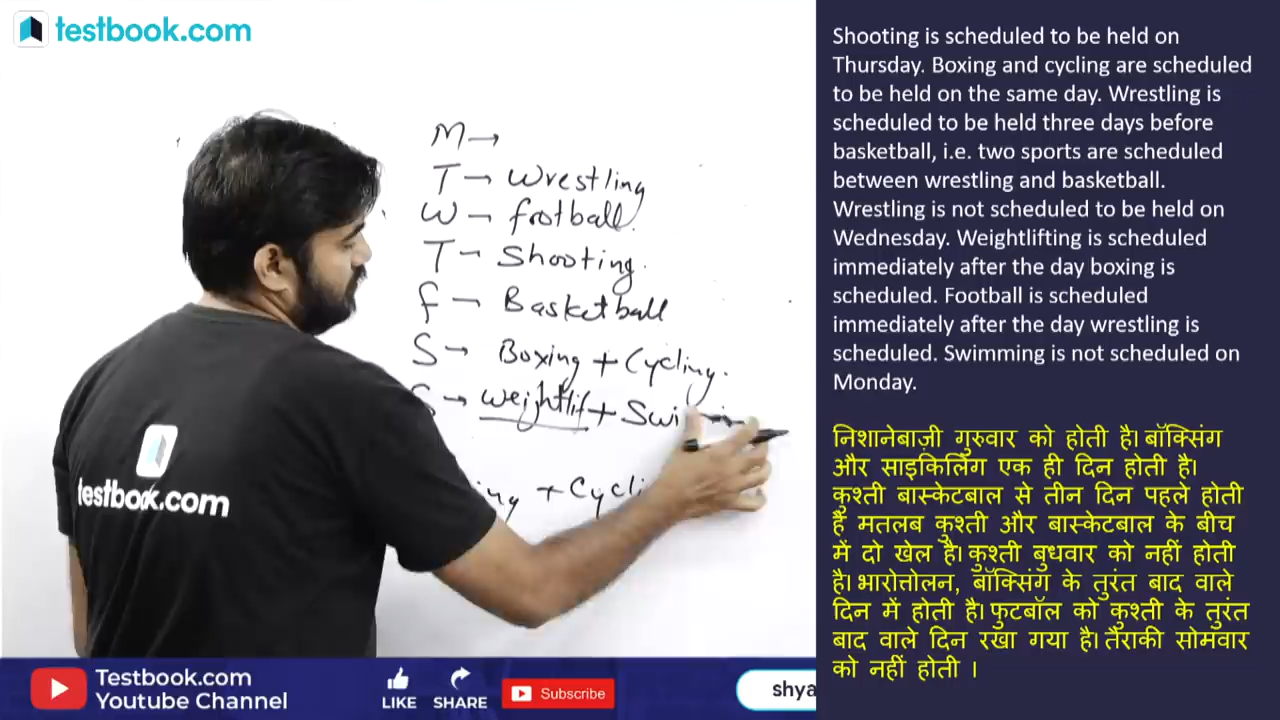 testbook.com
M →
T → Wrestling
W → football.
T → Shooting.
f → Basketball
S → Boxing + Cycling.
→ weightlif +
+
testbook.com
Testbook.com
Youtube Channel
LIKE
SHARE
Subscribe
shya
Shooting is scheduled to be held on
Thursday. Boxing and cycling are scheduled
to be held on the same day. Wrestling is
scheduled to be held three days before
basketball, i.e. two sports are scheduled
between wrestling and basketball.
Wrestling is not scheduled to be held on
Wednesday. Weightlifting is scheduled
immediately after the day boxing is
scheduled. Football is scheduled
immediately after the day wrestling is
scheduled. Swimming is not scheduled on
Monday.
निशानेबाज़ी गुरुवार को होती है। बॉक्सिंग
और साइकिलिंग एक ही दिन होती है।
कुश्ती बास्केटबाल से तीन दिन पहले होती
है मतलब कुश्ती और बास्केटबाल के बीच
में दो खेल है। कुश्ती बुधवार को नहीं होती
है। भारोत्तोलन, बॉक्सिंग के तुरंत बाद वाले
दिन में होती है। फुटबॉल को कुश्ती के तुरंत
बाद वाले दिन रखा गया है। तैराकी सोमवार
को नहीं होती ।